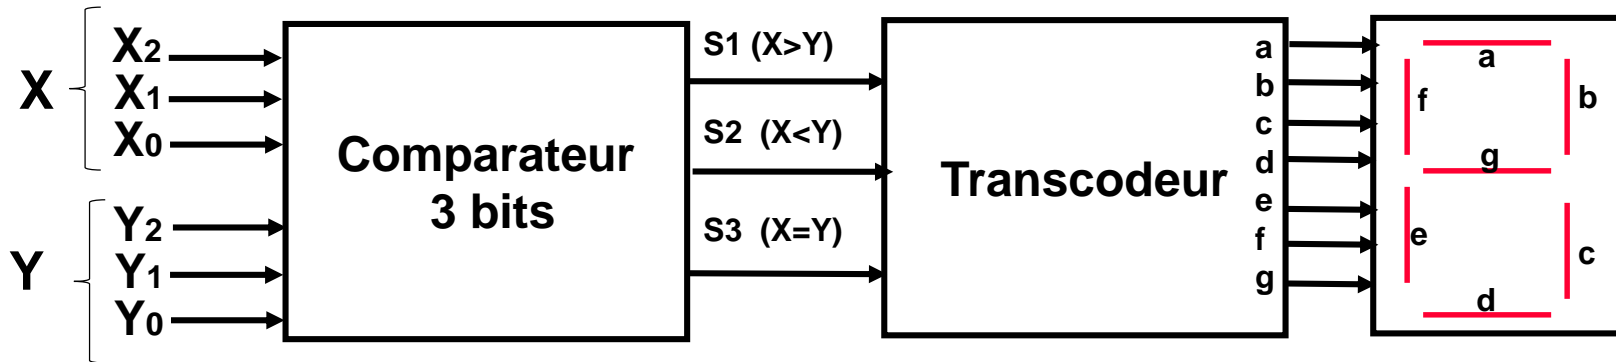 X
X2
X1
X0
Y
Y2
Y1
Y0
Comparateur
3 bits
S1 (X>Y)
S2 (X<Y)
S3 (X=Y)
Transcodeur
a
b
c
d
e
f
g
a
f
b
g
e
c
d